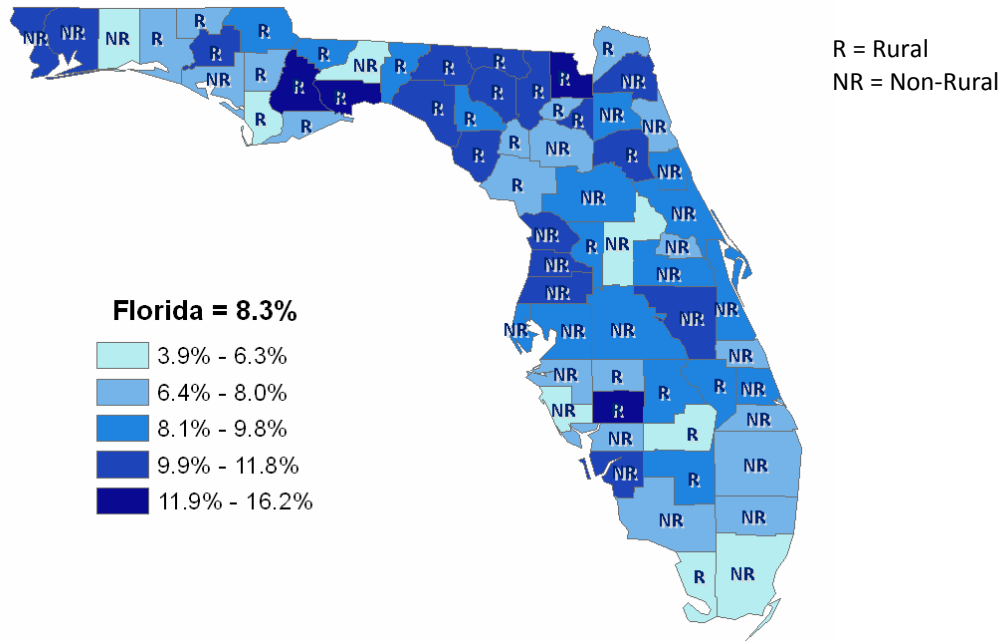 R = Rural
NR = Non-Rural
NR
NR
NR
R
R
R
R
NR
R
R
NR
R
R
R
R
R
R
R
R
R
R
R
R
R
NR
R
R
NR
NR
R
R
NR
R
NR
R
NR
NR
NR
R
NR
NR
NR
NR
NR
NR
NR
NR
NR
NR
NR
NR
R
R
R
NR
NR
R
NR
R
NR
NR
NR
R
NR
NR
R
NR
Florida = 8.3%
3.9% - 6.3%
6.4% - 8.0%
8.1% - 9.8%
9.9% - 11.8%
11.9% - 16.2%